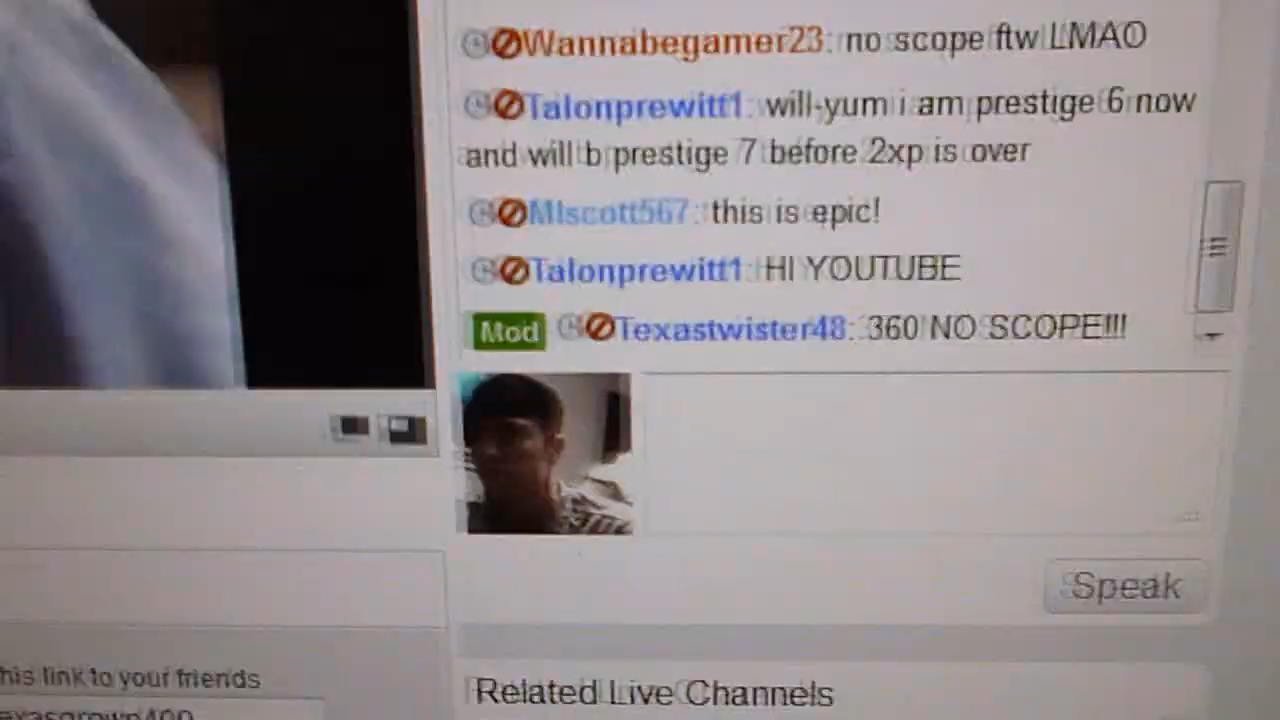 Wannabegamer23: no scope ftw LMAO
Talonprewitt1: will-yum i am prestige 6 now
and will b prestige 7 before 2xp is over
Mlscott567: this is epic!
Talonprewitt1: HI YOUTUBE
Mod Texastwister48: 360 NO SCOPE!!!
Speak
his link to your friends
Related Live Channels